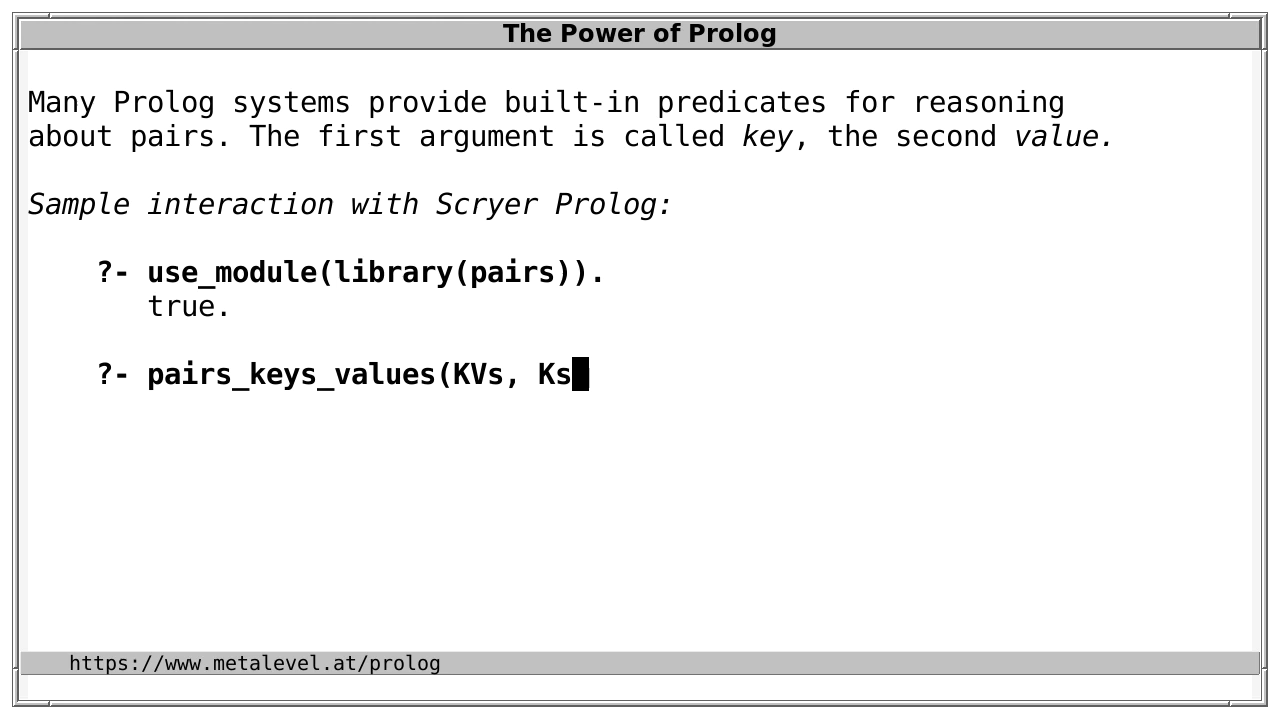 The Power of Prolog
Many Prolog systems provide built-in predicates for reasoning
about pairs. The first argument is called key, the second value.
Sample interaction with Scryer Prolog:
?- use_module(library(pairs)).
true.
?- pairs_keys_values(KVs, Ks
https://www.metalevel.at/prolog